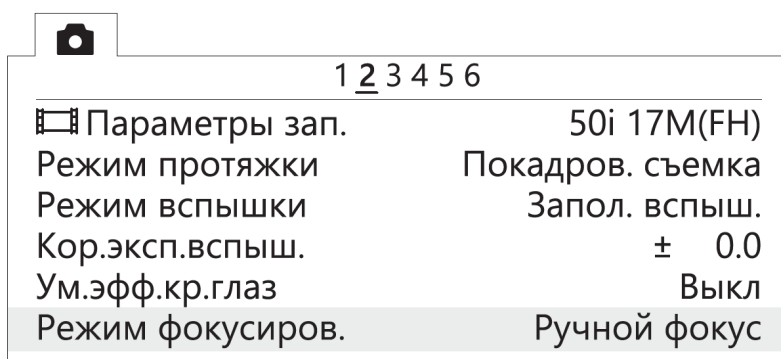 1 2 3 4 5 6
Параметры зап. 50i 17M(FH)
Режим протяжки Покадров. съемка
Режим вспышки Запол. вспыш.
Кор.эксп.вспыш. ± 0.0
Ум.эфф.кр.глаз Выкл
Режим фокусиров. Ручной фокус